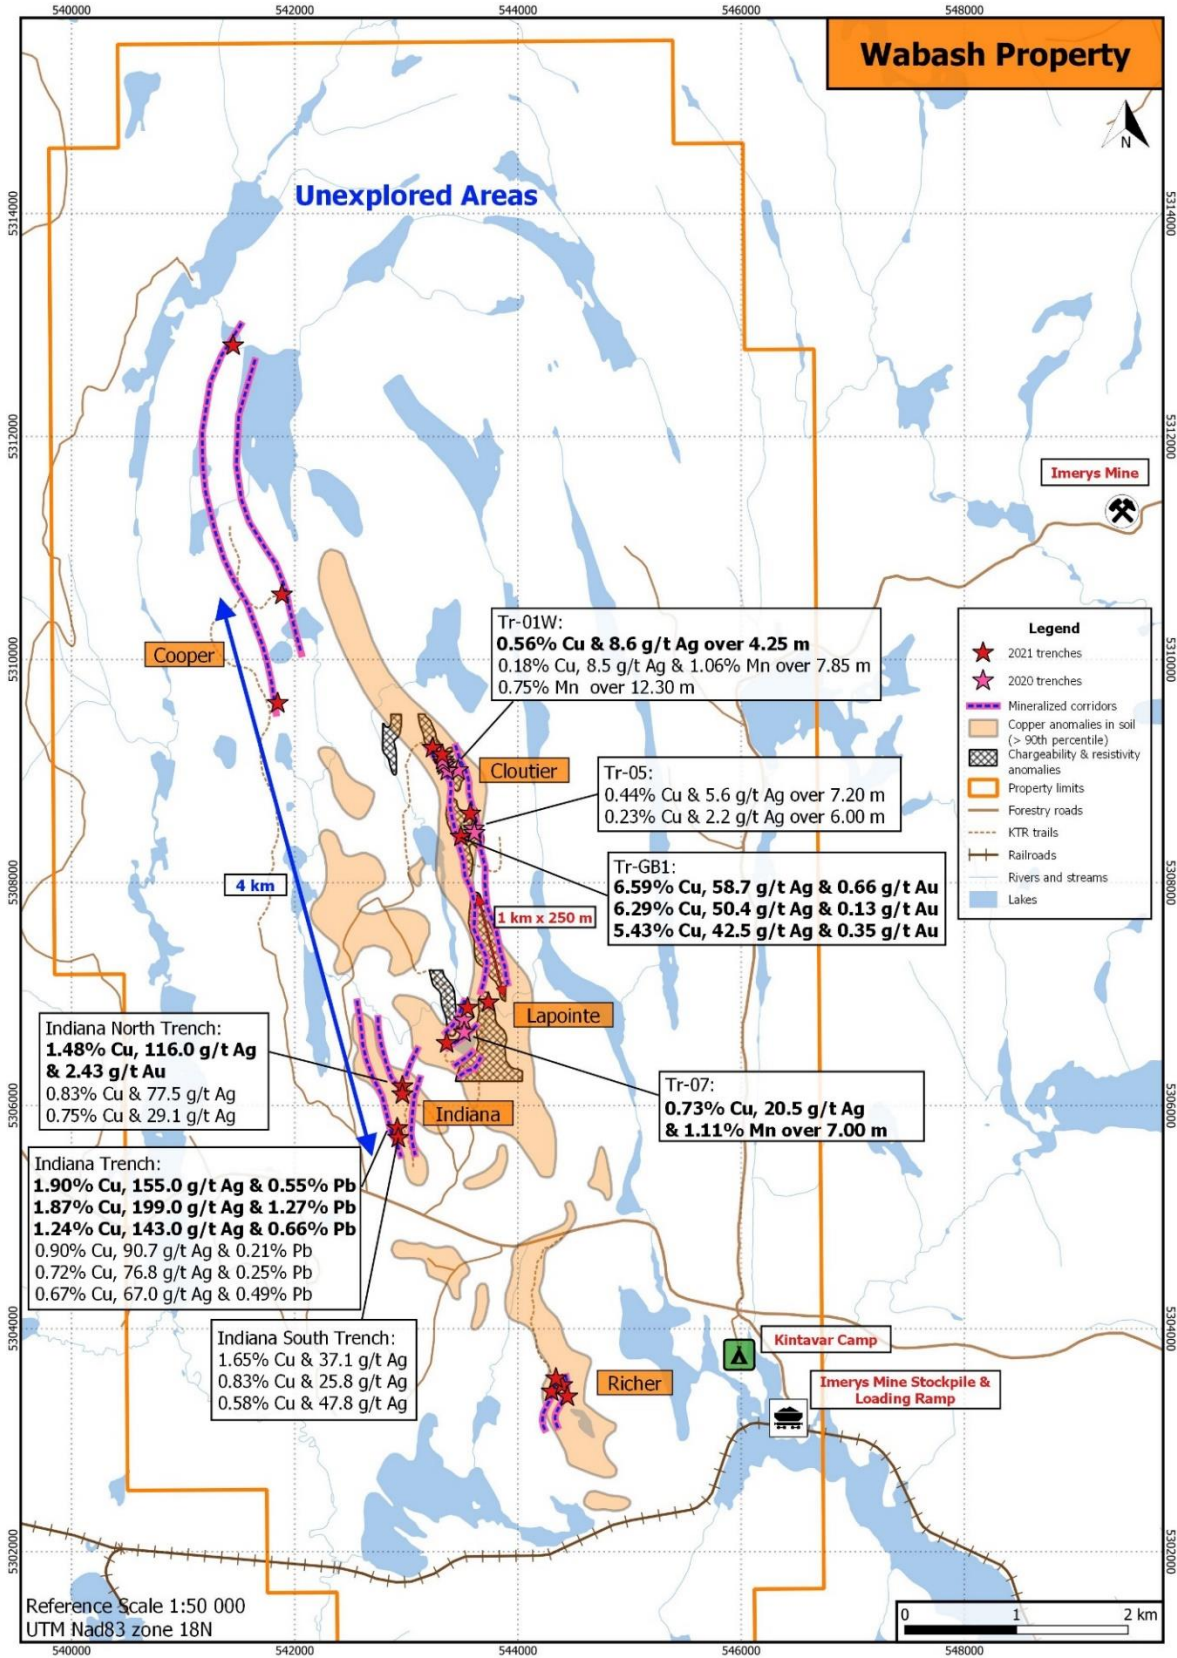 540000
542000
544000
546000
548000
Wabash Property
N
Unexplored Areas
5314000
5314000
5312000
5312000
Imerys Mine
Tr-01W:
0.56% Cu & 8.6 g/t Ag over 4.25 m
0.18% Cu, 8.5 g/t Ag & 1.06% Mn over 7.85 m
0.75% Mn over 12.30 m
Legend
2021 trenches
2020 trenches
Mineralized corridors
Copper anomalies in soil
(> 90th percentile)
Chargeability & resistivity
anomalies
Property limits
Forestry roads
KTR trails
Railroads
Rivers and streams
Lakes
5310000
5310000
Cooper
Cloutier
Tr-05:
0.44% Cu & 5.6 g/t Ag over 7.20 m
0.23% Cu & 2.2 g/t Ag over 6.00 m
Tr-GB1:
6.59% Cu, 58.7 g/t Ag & 0.66 g/t Au
6.29% Cu, 50.4 g/t Ag & 0.13 g/t Au
5.43% Cu, 42.5 g/t Ag & 0.35 g/t Au
5308000
5308000
4 km
1 km x 250 m
Lapointe
Indiana North Trench:
1.48% Cu, 116.0 g/t Ag
& 2.43 g/t Au
0.83% Cu & 77.5 g/t Ag
0.75% Cu & 29.1 g/t Ag
Tr-07:
0.73% Cu, 20.5 g/t Ag
& 1.11% Mn over 7.00 m
5306000
5306000
Indiana
Indiana Trench:
1.90% Cu, 155.0 g/t Ag & 0.55% Pb
1.87% Cu, 199.0 g/t Ag & 1.27% Pb
1.24% Cu, 143.0 g/t Ag & 0.66% Pb
0.90% Cu, 90.7 g/t Ag & 0.21% Pb
0.72% Cu, 76.8 g/t Ag & 0.25% Pb
0.67% Cu, 67.0 g/t Ag & 0.49% Pb
Indiana South Trench:
1.65% Cu & 37.1 g/t Ag
0.83% Cu & 25.8 g/t Ag
0.58% Cu & 47.8 g/t Ag
5304000
5304000
Kintavar Camp
Richer
Imerys Mine Stockpile &
Loading Ramp
5302000
5302000
Reference Scale 1:50 000
UTM Nad83 zone 18N
0
1
2 km
540000
542000
544000
546000
548000